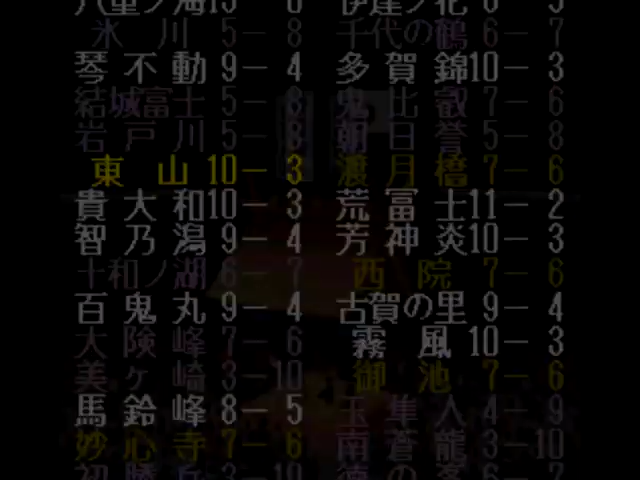 氷川 5－8 千代の鶴 6－7
琴不動 9－4 多賀錦 10－3
結城富士 5－8 鬼比叡 7－6
岩戸川 5－8 朝日誉 5－8
東山 10－3 渡月橋 7－6
貴大和 10－3 荒冨士 11－2
智乃潟 9－4 芳神炎 10－3
十和ノ湖 6－7 西院 7－6
百鬼丸 9－4 古賀の里 9－4
大険峰 7－6 霧風 10－3
美ヶ崎 3－10 御池 7－6
馬鈴峰 8－5 玉隼人 4－9
妙心寺 7－6 南蒼龍 3－10